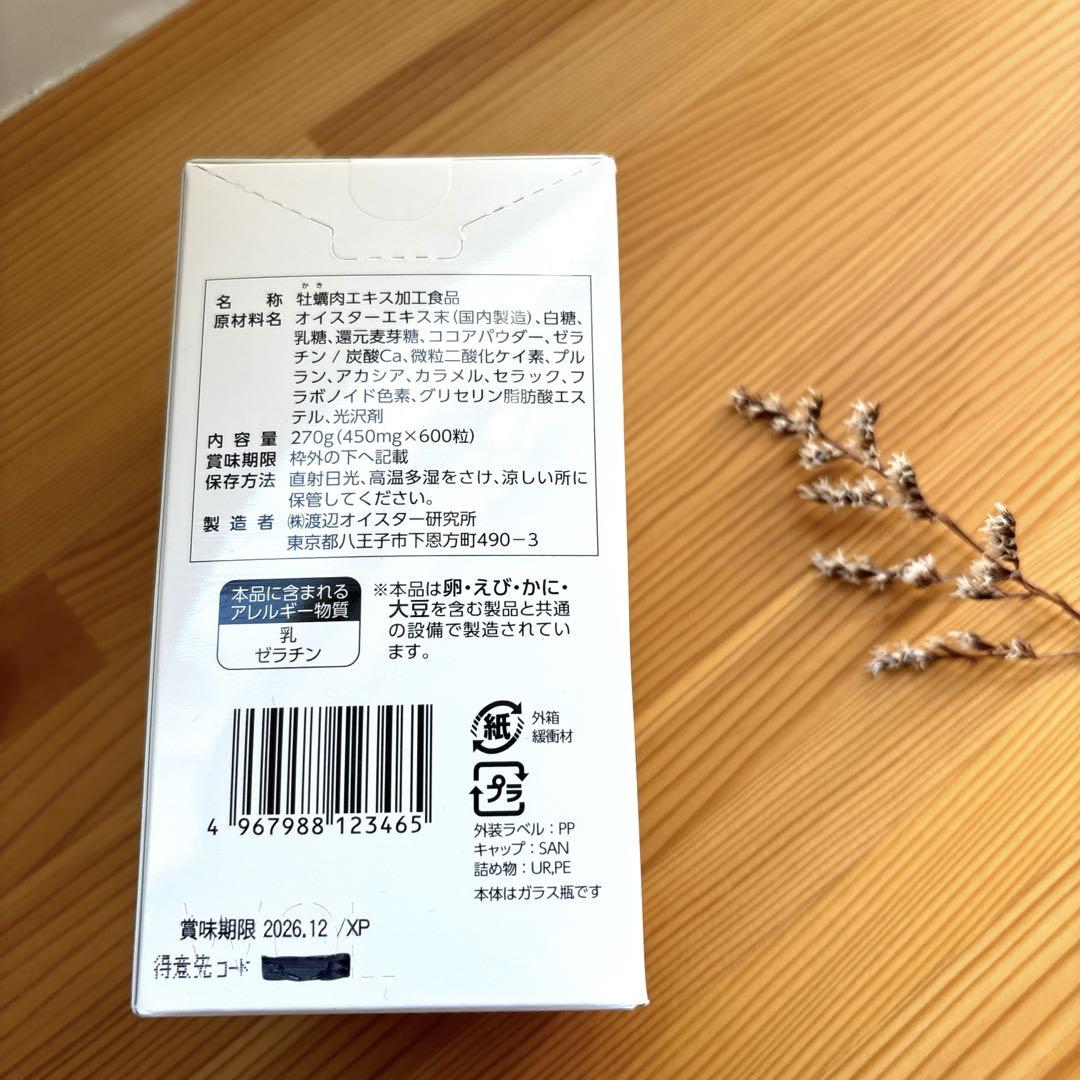 かき
名称 牡蠣肉エキス加工食品
原材料名 オイスターエキス末(国内製造)、白糖、
乳糖、還元麦芽糖、ココアパウダー、ゼラ
チン / 炭酸Ca、微粒二酸化ケイ素、プル
ラン、アカシア、カラメル、セラック、フ
ラボノイド色素、グリセリン脂肪酸エス
テル、光沢剤
内容量 270g(450mg×600粒)
賞味期限 枠外の下へ記載
保存方法 直射日光、高温多湿をさけ、涼しい所に
保管してください。
製造者 ㈱渡辺オイスター研究所
東京都八王子市下恩方町490−3
本品に含まれる
アレルギー物質
乳
ゼラチン
※本品は卵・えび・かに・
大豆を含む製品と共通
の設備で製造されてい
ます。
4 967988 123465
紙 外箱
緩衝材
プラ
外装ラベル:PP
キャップ:SAN
詰め物:UR,PE
本体はガラス瓶です
賞味期限 2026.12 /XP
得意先コード